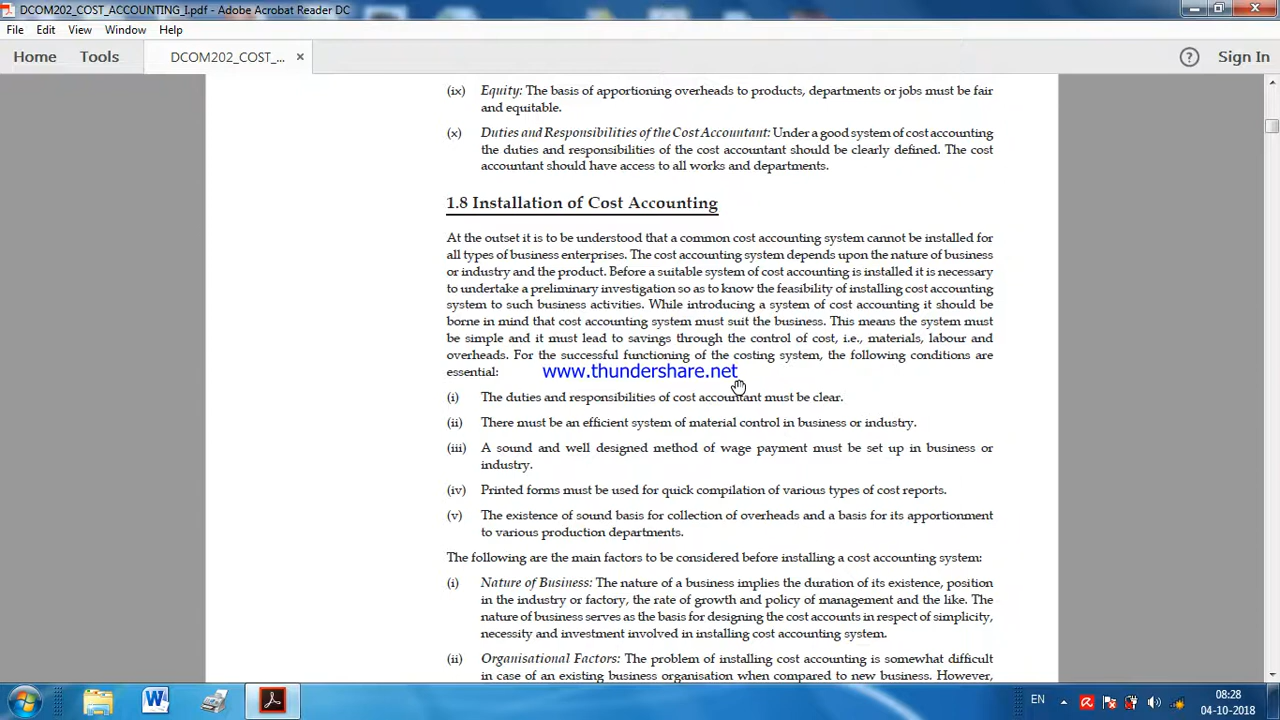 DCOM202_COST_ACCOUNTING_I.pdf - Adobe Acrobat Reader DC
File Edit View Window Help
Home Tools DCOM202_COST_... × ? Sign In
(ix) Equity: The basis of apportioning overheads to products, departments or jobs must be fair
and equitable.
(x) Duties and Responsibilities of the Cost Accountant: Under a good system of cost accounting
the duties and responsibilities of the cost accountant should be clearly defined. The cost
accountant should have access to all works and departments.
1.8 Installation of Cost Accounting
At the outset it is to be understood that a common cost accounting system cannot be installed for
all types of business enterprises. The cost accounting system depends upon the nature of business
or industry and the product. Before a suitable system of cost accounting is installed it is necessary
to undertake a preliminary investigation so as to know the feasibility of installing cost accounting
system to such business activities. While introducing a system of cost accounting it should be
borne in mind that cost accounting system must suit the business. This means the system must
be simple and it must lead to savings through the control of cost, i.e., materials, labour and
overheads. For the successful functioning of the costing system, the following conditions are
essential: www.thundershare.net
(i) The duties and responsibilities of cost accountant must be clear.
(ii) There must be an efficient system of material control in business or industry.
(iii) A sound and well designed method of wage payment must be set up in business or
industry.
(iv) Printed forms must be used for quick compilation of various types of cost reports.
(v) The existence of sound basis for collection of overheads and a basis for its apportionment
to various production departments.
The following are the main factors to be considered before installing a cost accounting system:
(i) Nature of Business: The nature of a business implies the duration of its existence, position
in the industry or factory, the rate of growth and policy of management and the like. The
nature of business serves as the basis for designing the cost accounts in respect of simplicity,
necessity and investment involved in installing cost accounting system.
(ii) Organisational Factors: The problem of installing cost accounting is somewhat difficult
in case of an existing business organisation when compared to new business. However,
EN 08:28
04-10-2018